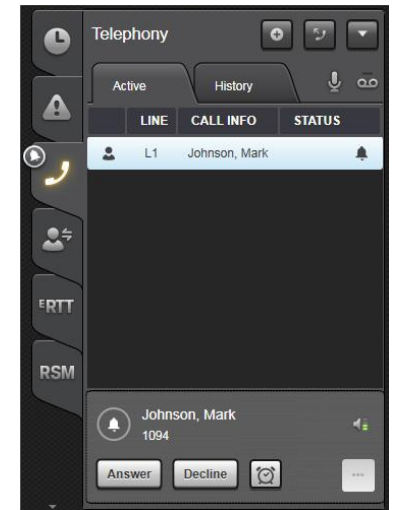 Telephony
Active History
LINE CALL INFO STATUS
L1 Johnson, Mark
ERTT
RSM
Johnson, Mark
1094
Answer Decline